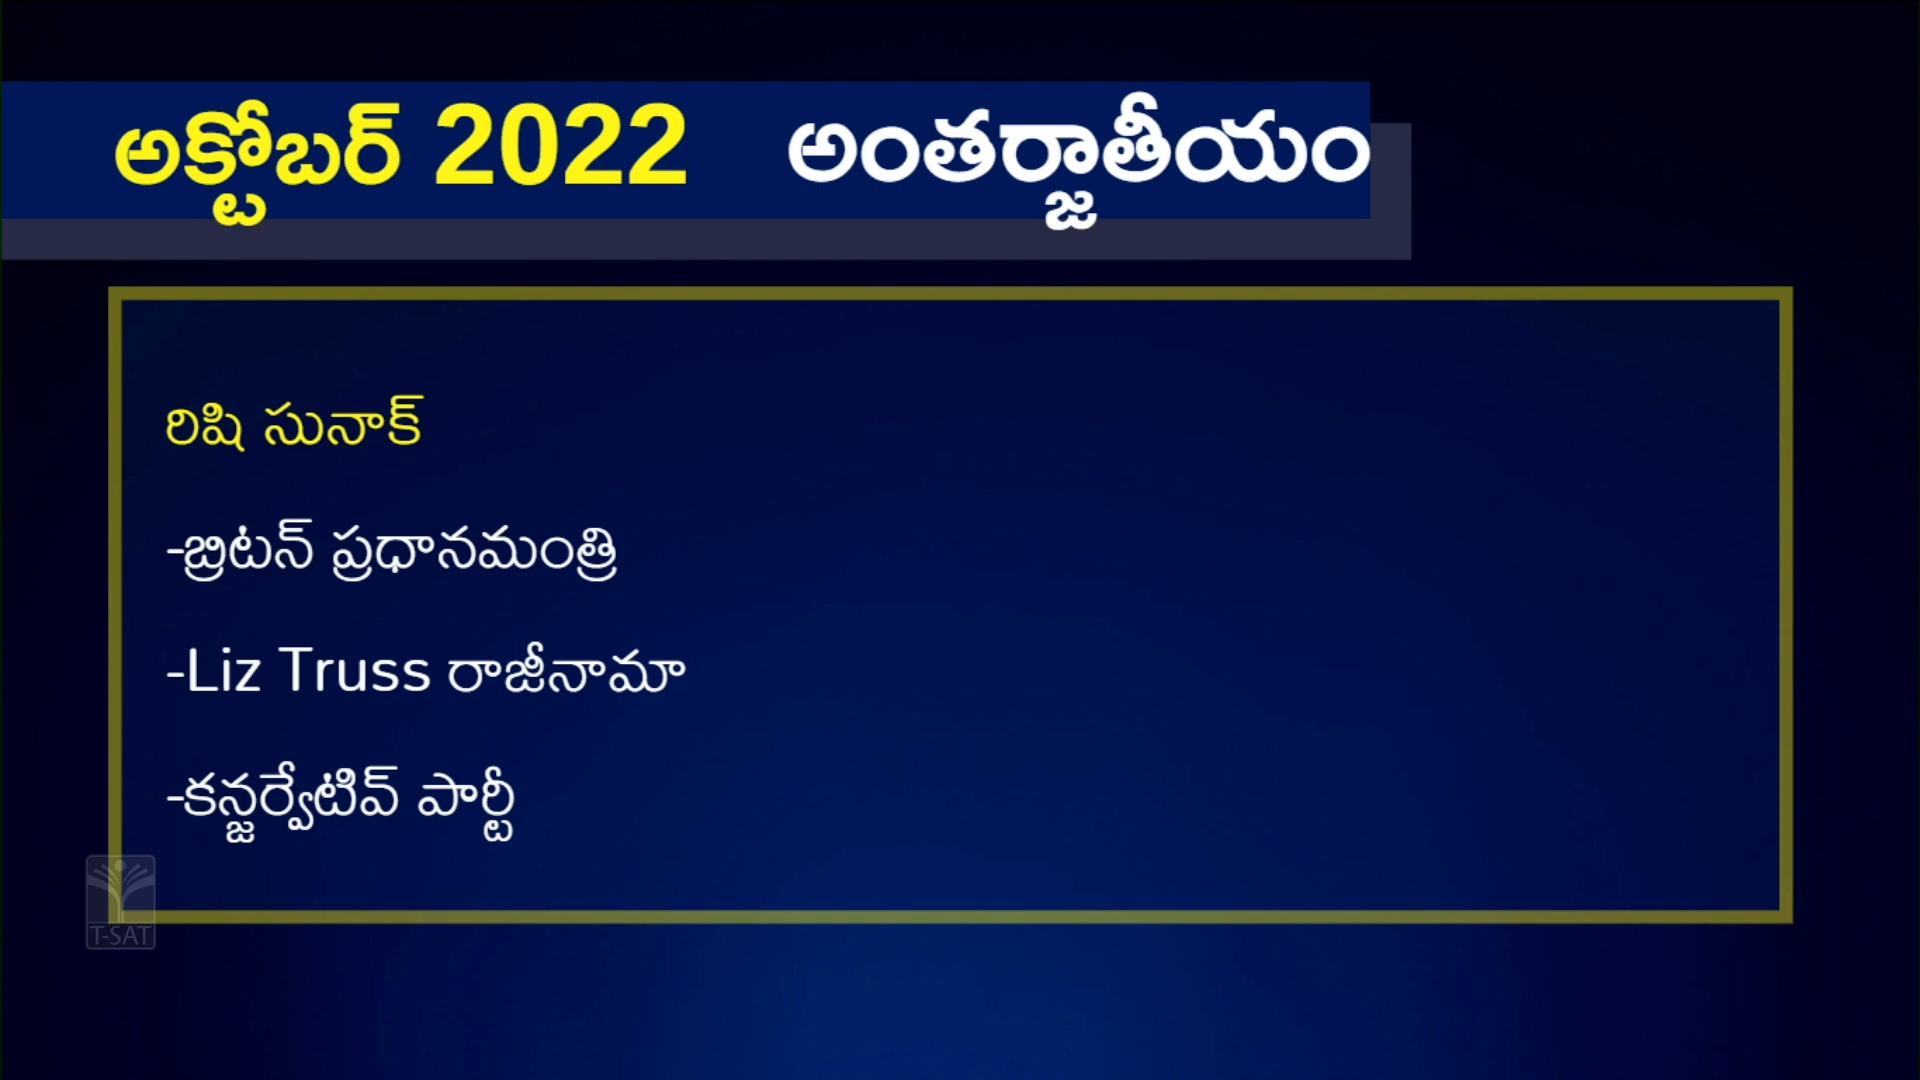 అక్టోబర్ 2022 అంతర్జాతీయం
రిషి సునాక్
-బ్రిటన్ ప్రధానమంత్రి
-Liz Truss రాజీనామా
-కన్జర్వేటివ్ పార్టీ
T-SAT